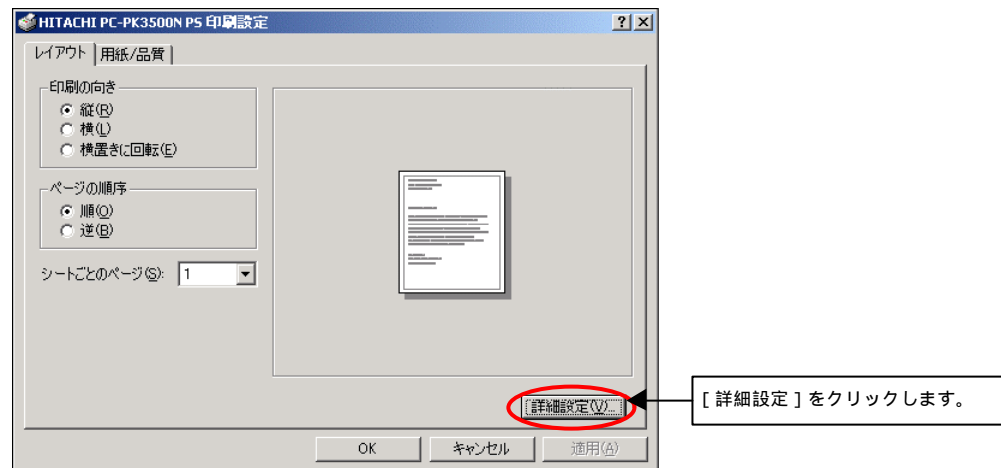 HITACHI PC-PK3500N PS 印刷設定
レイアウト 用紙/品質
印刷の向き
縦(R)
横(L)
横置きに回転(E)
ページの順序
順(O)
逆(B)
シートごとのページ(S): 1
詳細設定(V)...
[ 詳細設定 ] をクリックします。
OK キャンセル 適用(A)